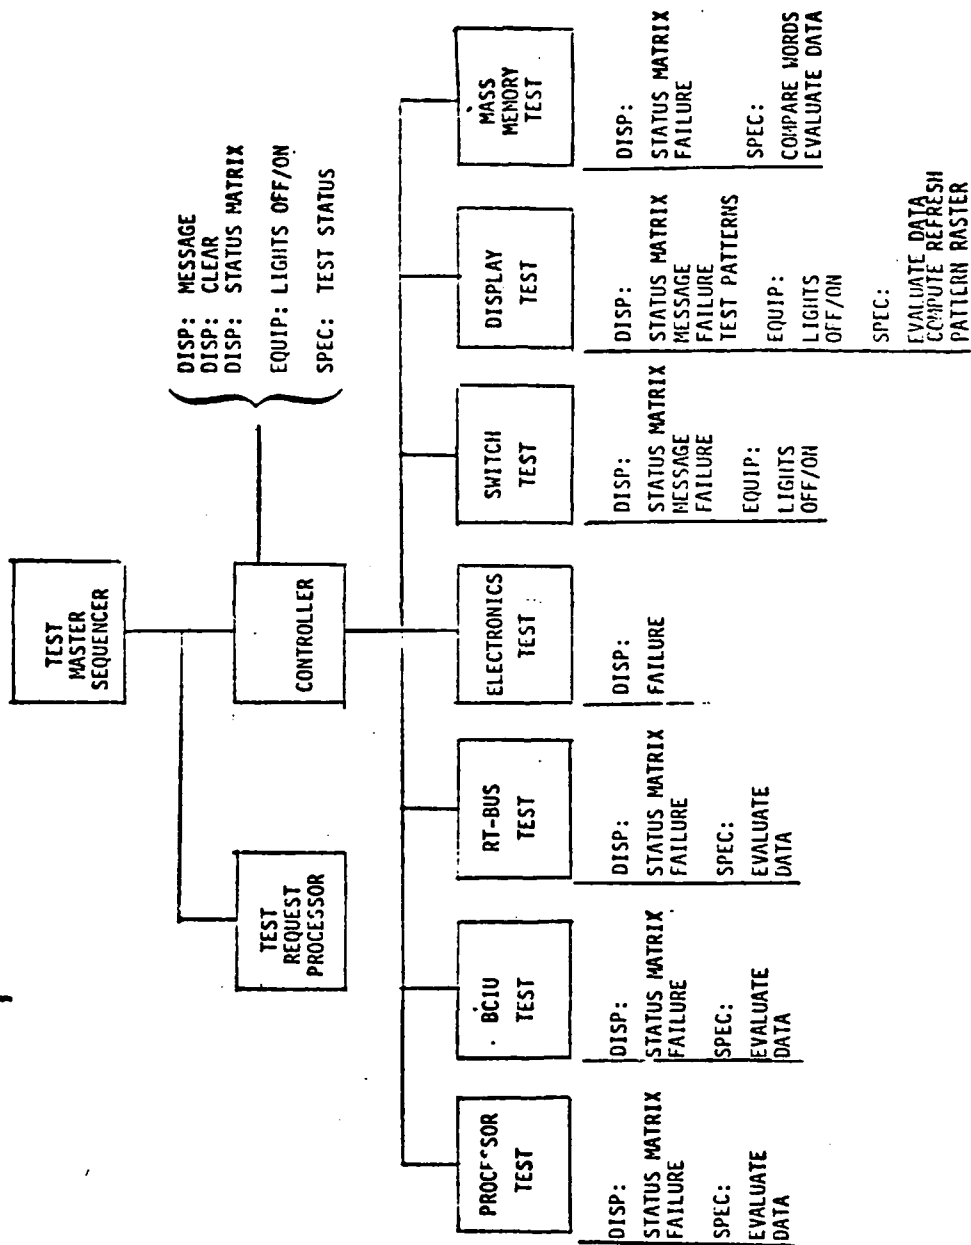 TEST
MASTER
SEQUENCER
TEST
REQUEST
PROCESSOR
CONTROLLER
DISP: MESSAGE
DISP: CLEAR
DISP: STATUS MATRIX
EQUIP: LIGHTS OFF/ON
SPEC: TEST STATUS
PROCESSOR
TEST
DISP:
STATUS MATRIX
FAILURE
SPEC:
EVALUATE
DATA
BCIU
TEST
DISP:
STATUS MATRIX
FAILURE
SPEC:
EVALUATE
DATA
RT-BUS
TEST
DISP:
STATUS MATRIX
FAILURE
SPEC:
EVALUATE
DATA
ELECTRONICS
TEST
DISP:
FAILURE
SWITCH
TEST
DISP:
STATUS MATRIX
MESSAGE
FAILURE
EQUIP:
LIGHTS
OFF/ON
DISPLAY
TEST
DISP:
STATUS MATRIX
MESSAGE
FAILURE
TEST PATTERNS
EQUIP:
LIGHTS
OFF/ON
SPEC:
EVALUATE DATA
COMPUTE REFRESH
PATTERN RASTER
MASS
MEMORY
TEST
DISP:
STATUS MATRIX
FAILURE
SPEC:
COMPARE WORDS
EVALUATE DATA